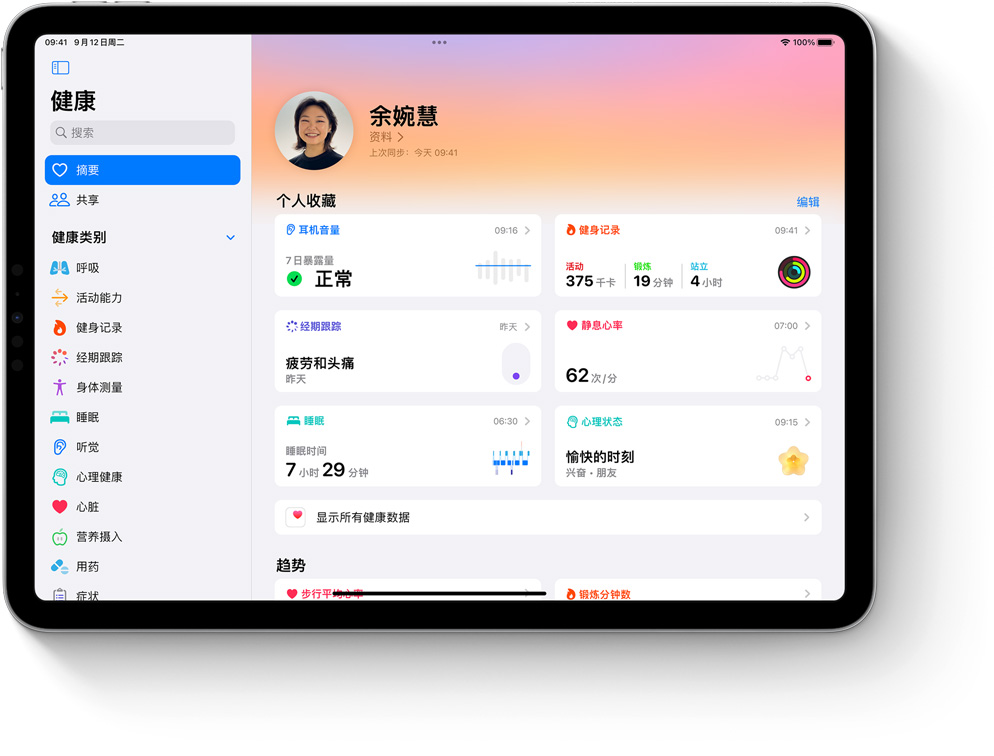 09:41 9月12日周二
100%
健康
搜索
摘要
共享
健康类别
呼吸
活动能力
健身记录
经期跟踪
身体测量
睡眠
听觉
心理健康
心脏
营养摄入
用药
症状
余婉慧
资料
上次同步：今天 09:41
个人收藏
编辑
耳机音量 09:16
7日暴露量
正常
健身记录 09:41
活动 锻炼 站立
375千卡 19分钟 4小时
经期跟踪 昨天
疲劳和头痛
昨天
静息心率 07:00
62次/分
睡眠 06:30
睡眠时间
7小时29分钟
心理状态 09:15
愉快的时刻
兴奋・朋友
显示所有健康数据
趋势
步行平均心率
锻炼分钟数